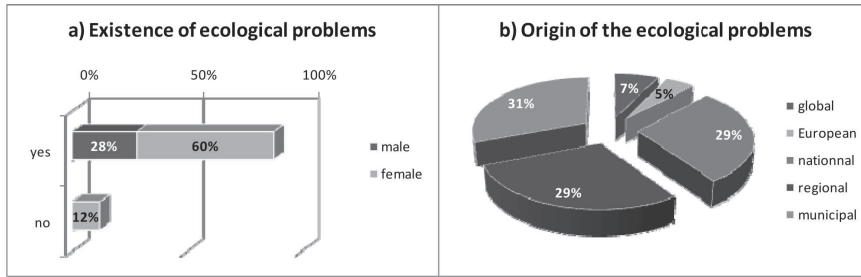 a) Existence of ecological problems
0% 50% 100%
yes 28% 60%
no 12%
male
female
b) Origin of the ecological problems
7%
5%
29%
29%
31%
global
European
nationnal
regional
municipal